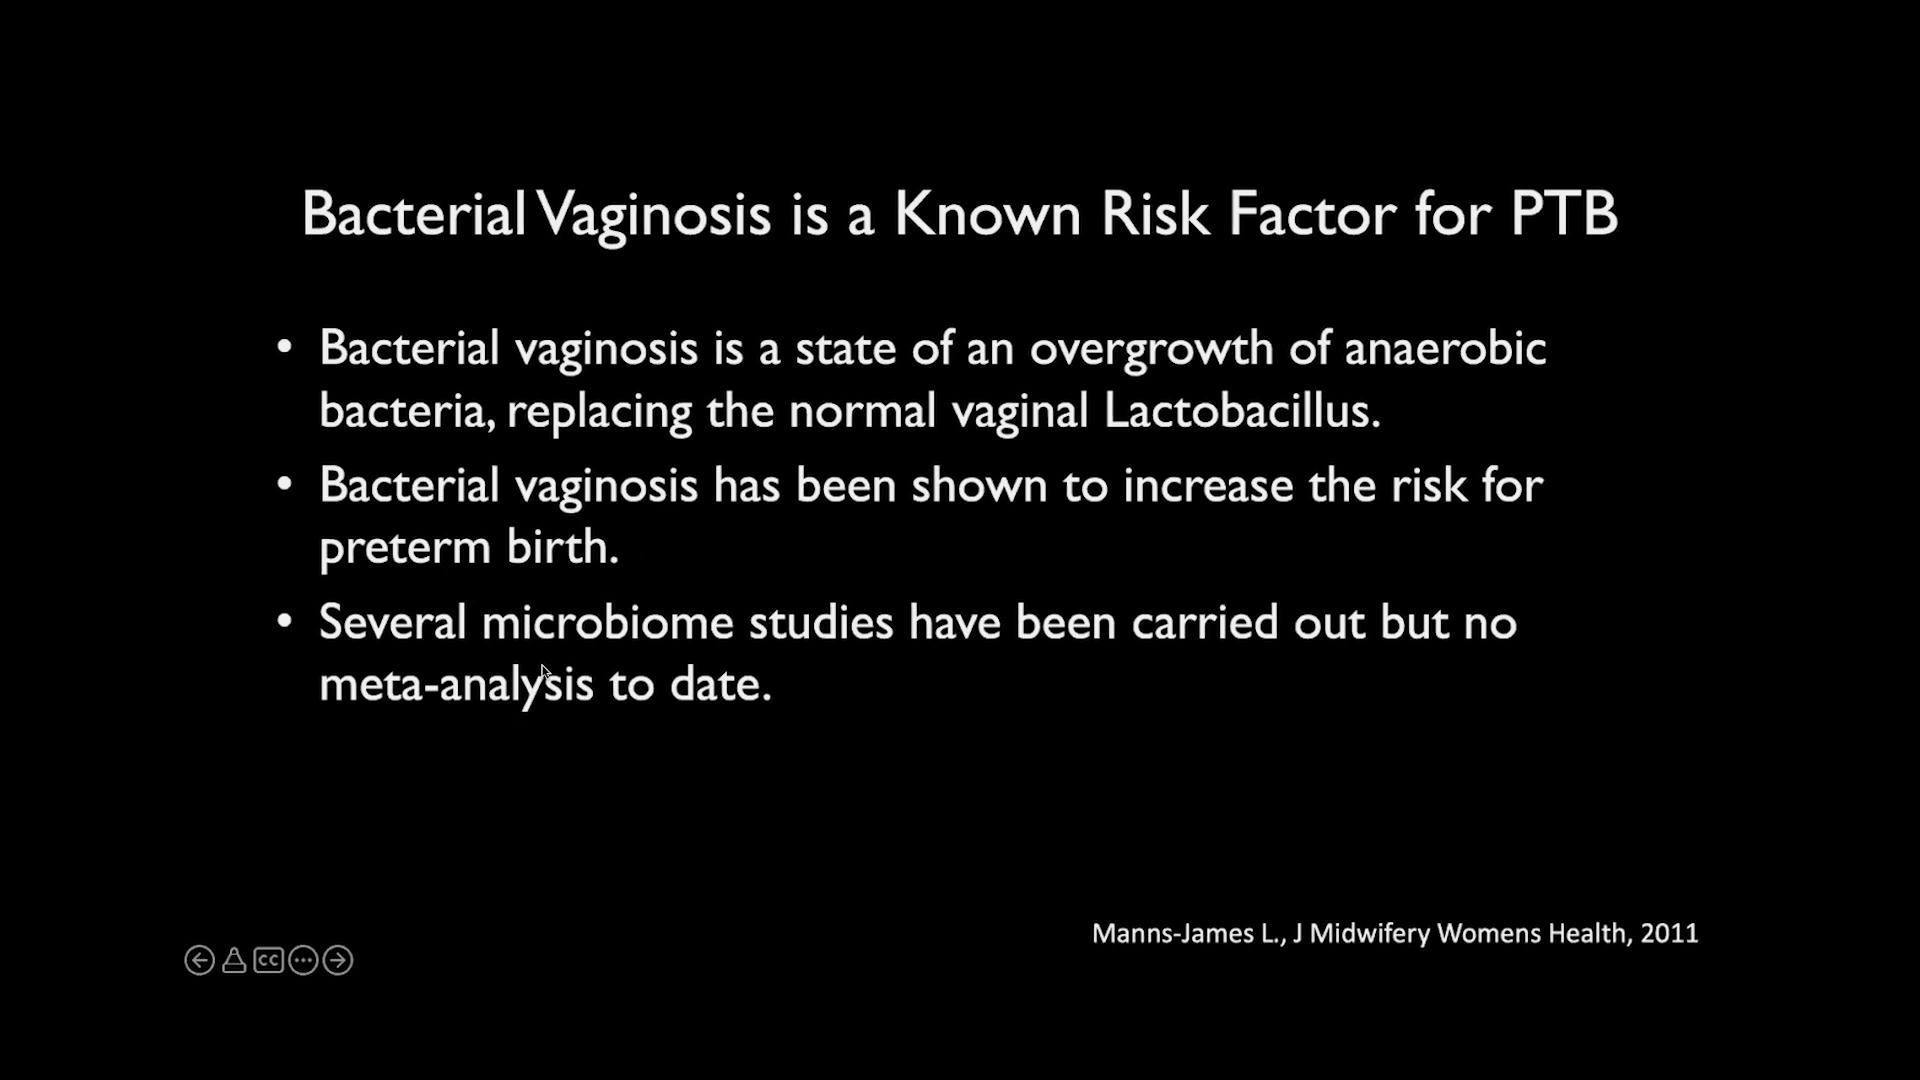 Bacterial Vaginosis is a Known Risk Factor for PTB
• Bacterial vaginosis is a state of an overgrowth of anaerobic
bacteria, replacing the normal vaginal Lactobacillus.
• Bacterial vaginosis has been shown to increase the risk for
preterm birth.
• Several microbiome studies have been carried out but no
meta-analysis to date.
Manns-James L., J Midwifery Womens Health, 2011
CC